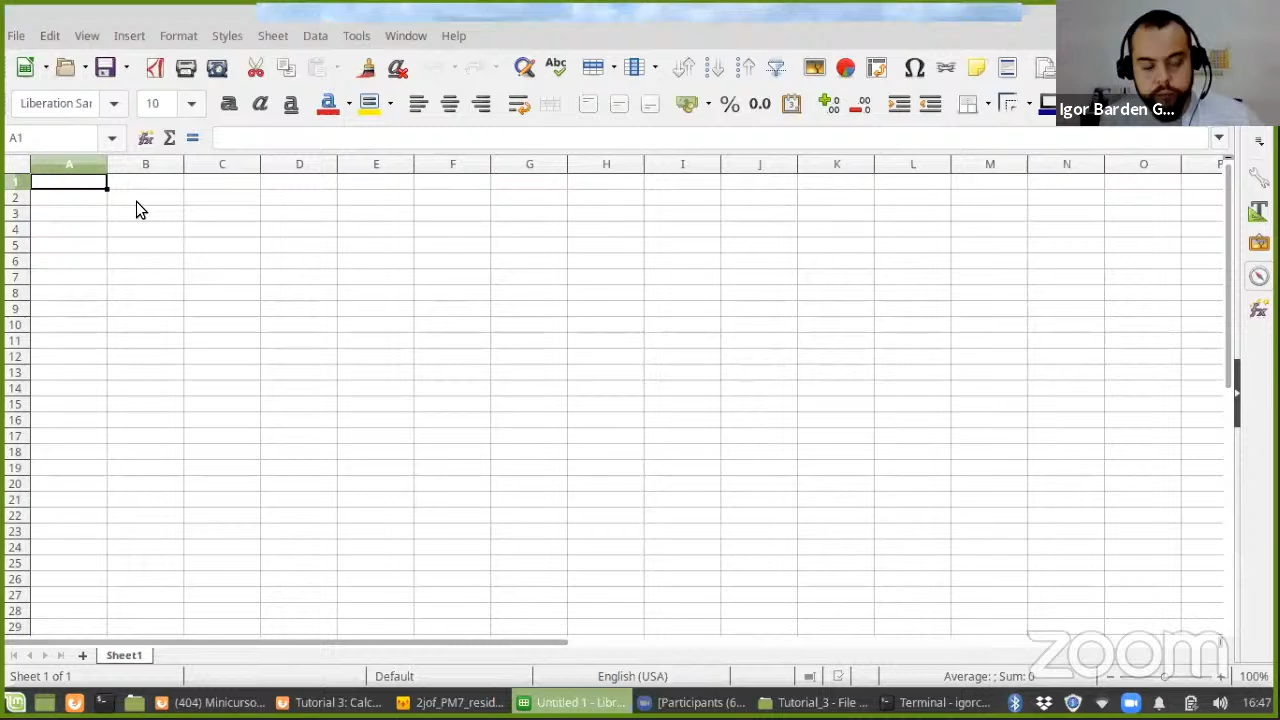 File Edit View Insert Format Styles Sheet Data Tools Window Help
Abc
Liberation Sar 10 a a a a % 0.0
A1 fx Σ =
A B C D E F G H I J K L M N O P
1
2
3
4
5
6
7
8
9
10
11
12
13
14
15
16
17
18
19
20
21
22
23
24
25
26
27
28
29
Igor Barden G...
zoom
Sheet1
Sheet 1 of 1 Default English (USA) Average: ; Sum: 0 100%
(404) Minicurso... Tutorial 3: Calc... 2jof_PM7_resid... Untitled 1 - Libr... [Participants (6... Tutorial_3 - File ... Terminal - igorc... 16:47